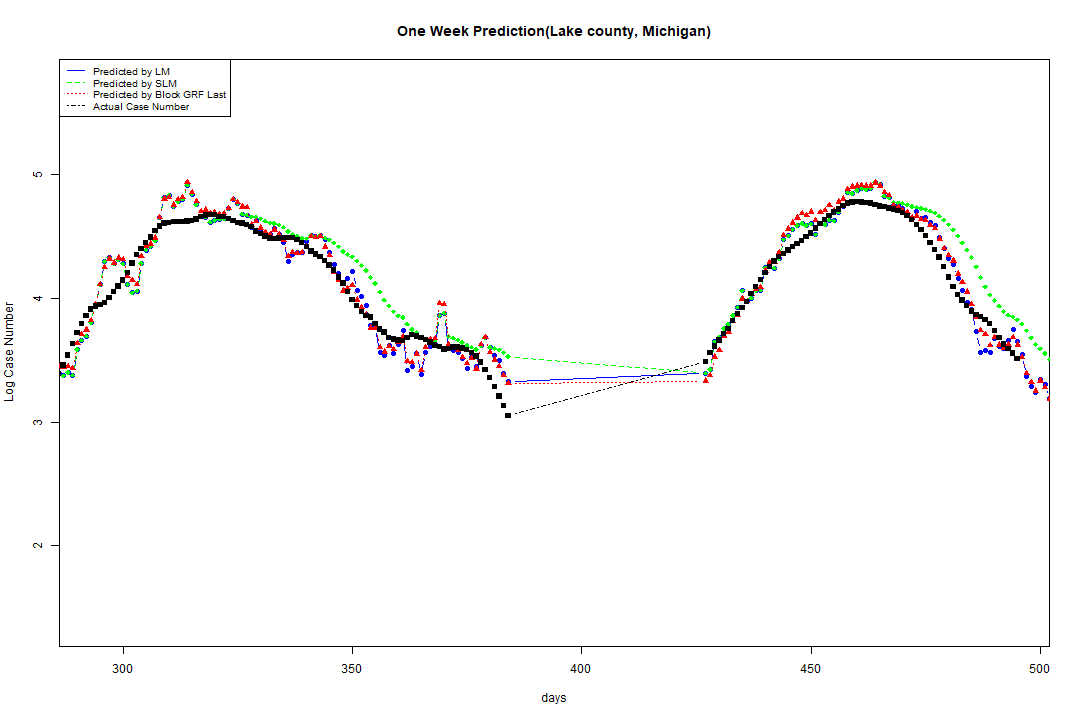 One Week Prediction(Lake county, Michigan)
Predicted by LM
Predicted by SLM
Predicted by Block GRF Last
Actual Case Number
5
4
3
2
Log Case Number
300 350 400 450 500
days